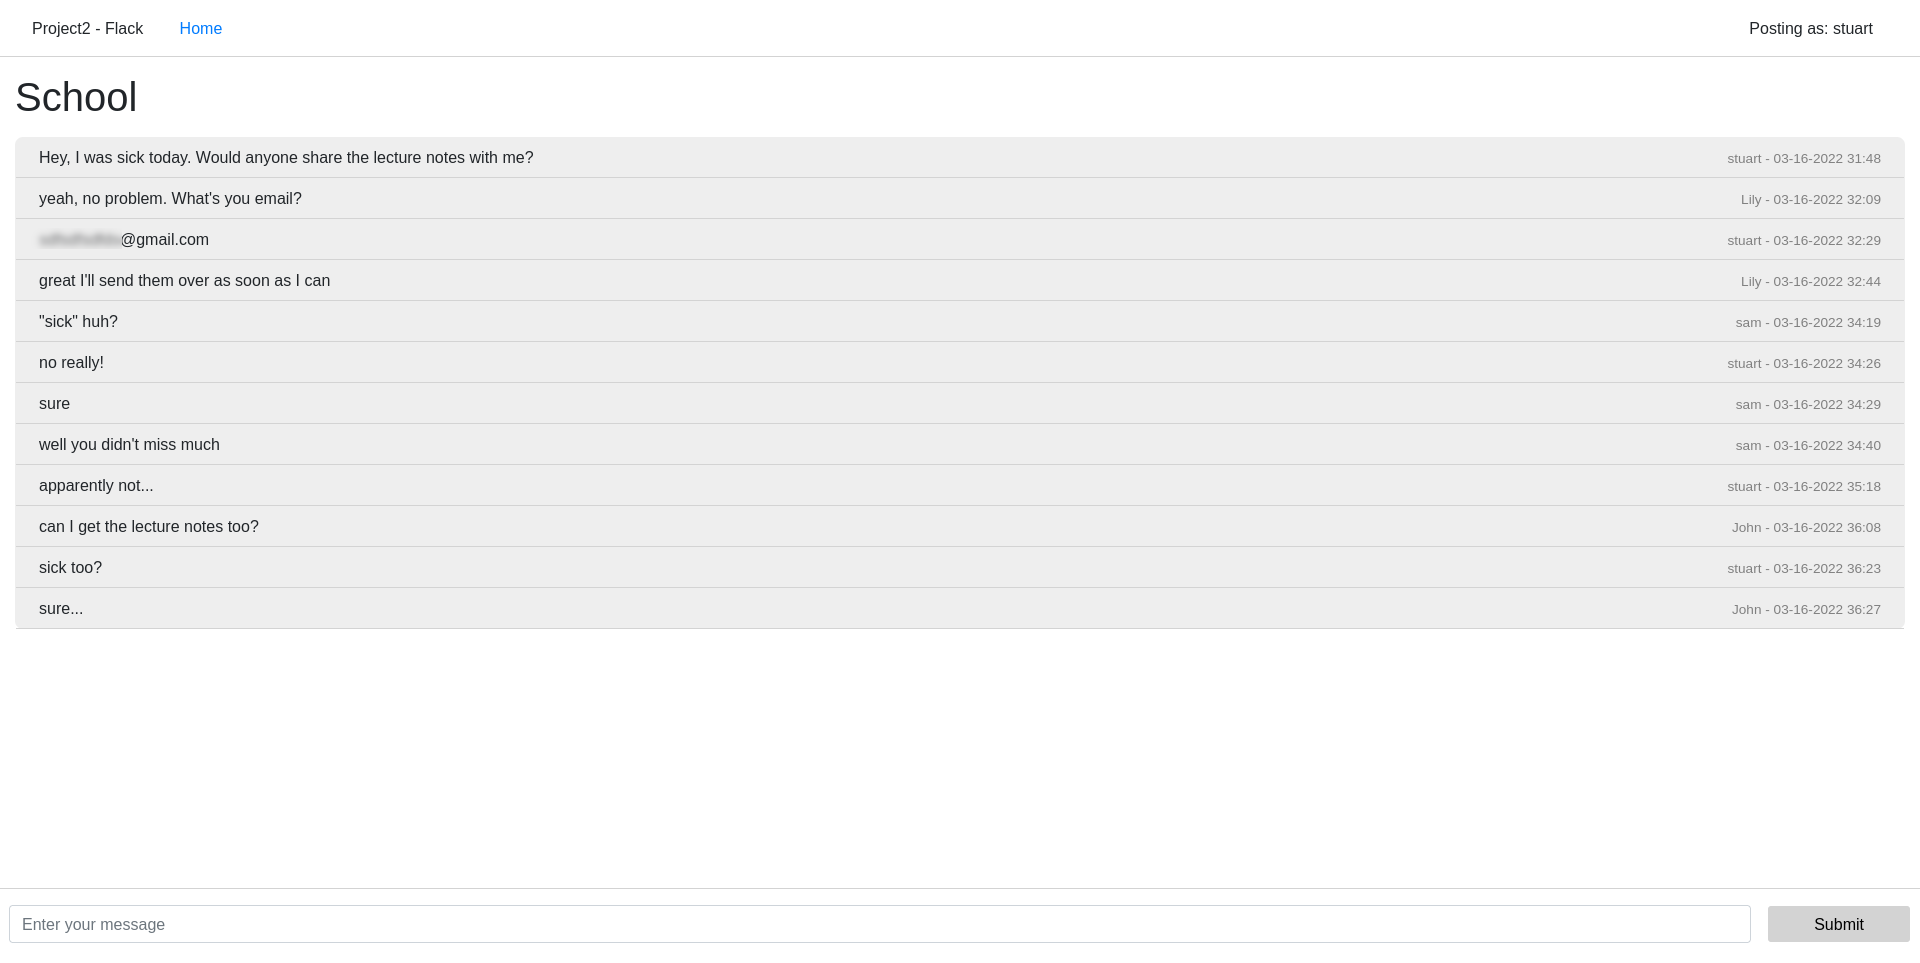 Project2 - Flack Home Posting as: stuart
School
Hey, I was sick today. Would anyone share the lecture notes with me? stuart - 03-16-2022 31:48
yeah, no problem. What's you email? Lily - 03-16-2022 32:09
@gmail.com stuart - 03-16-2022 32:29
great I'll send them over as soon as I can Lily - 03-16-2022 32:44
"sick" huh? sam - 03-16-2022 34:19
no really! stuart - 03-16-2022 34:26
sure sam - 03-16-2022 34:29
well you didn't miss much sam - 03-16-2022 34:40
apparently not... stuart - 03-16-2022 35:18
can I get the lecture notes too? John - 03-16-2022 36:08
sick too? stuart - 03-16-2022 36:23
sure... John - 03-16-2022 36:27
Enter your message Submit